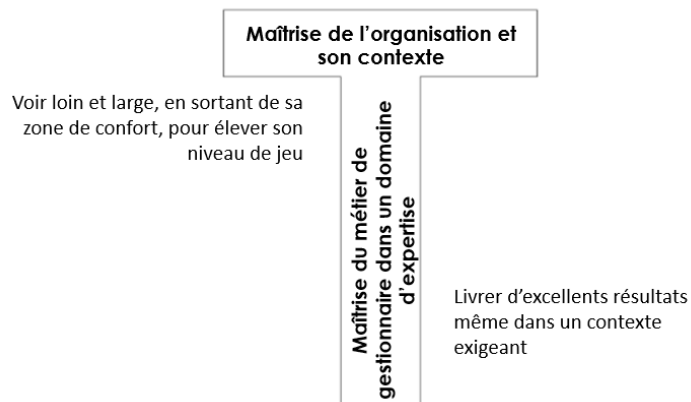 Maîtrise de l’organisation et
son contexte
Voir loin et large, en sortant de sa
zone de confort, pour élever son
niveau de jeu
Maîtrise du métier de
gestionnaire dans un domaine
d’expertise
Livrer d’excellents résultats
même dans un contexte
exigeant